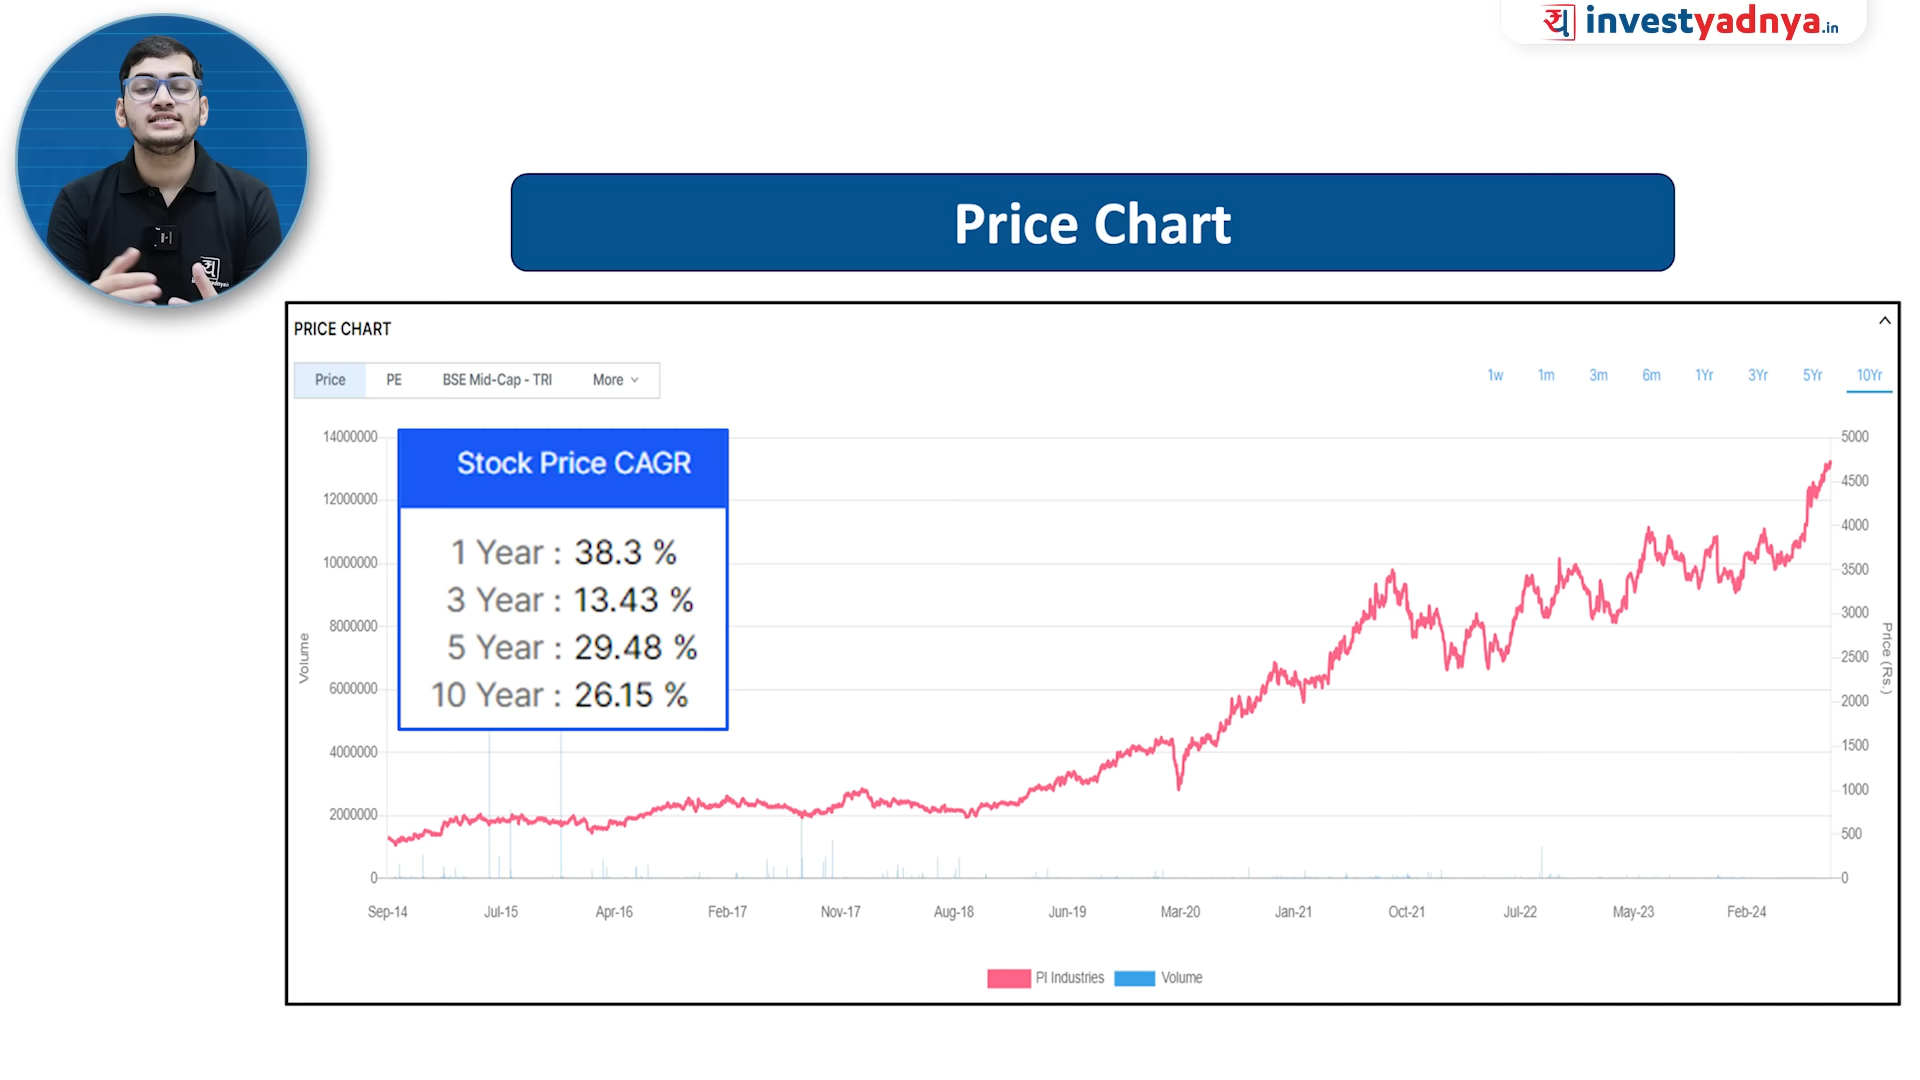 investyadnya.in
Price Chart
PRICE CHART
Price PE BSE Mid-Cap - TRI More
1w 1m 3m 6m 1Yr 3Yr 5Yr 10Yr
Stock Price CAGR
1 Year : 38.3 %
3 Year : 13.43 %
5 Year : 29.48 %
10 Year : 26.15 %
14000000
12000000
10000000
8000000
6000000
4000000
2000000
0
Volume
5000
4500
4000
3500
3000
2500
2000
1500
1000
500
0
Price (Rs.)
Sep-14 Jul-15 Apr-16 Feb-17 Nov-17 Aug-18 Jun-19 Mar-20 Jan-21 Oct-21 Jul-22 May-23 Feb-24
PI Industries Volume